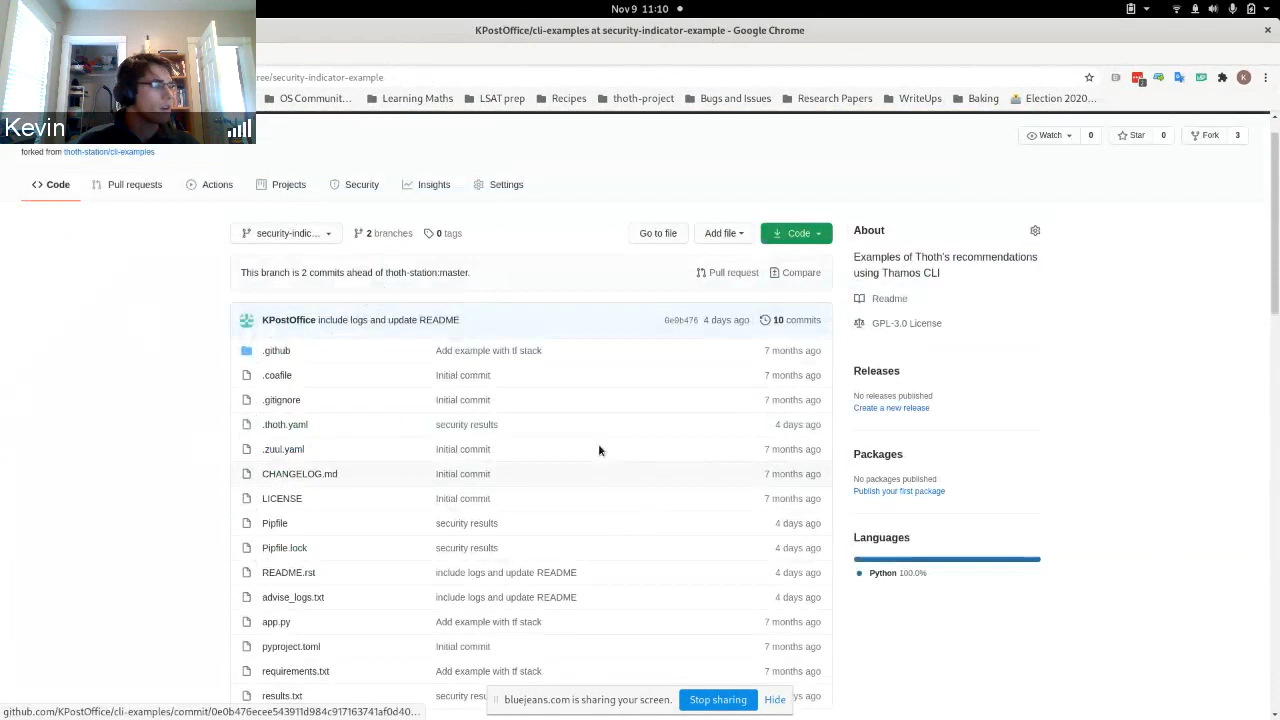 Nov 9 11:10
KPostOffice/cli-examples at security-indicator-example - Google Chrome
ree/security-indicator-example
OS Communit... Learning Maths LSAT prep Recipes thoth-project Bugs and Issues Research Papers WriteUps Baking Election 2020...
Kevin
Watch 0 Star 0 Fork 3
forked from thoth-station/cli-examples
Code Pull requests Actions Projects Security Insights Settings
security-indic... 2 branches 0 tags Go to file Add file Code
About
Examples of Thoth's recommendations
using Thamos CLI
Readme
GPL-3.0 License
This branch is 2 commits ahead of thoth-station:master. Pull request Compare
KPostOffice include logs and update README 0e0b476 4 days ago 10 commits
.github Add example with tf stack 7 months ago
.coafile Initial commit 7 months ago
.gitignore Initial commit 7 months ago
.thoth.yaml security results 4 days ago
.zuul.yaml Initial commit 7 months ago
CHANGELOG.md Initial commit 7 months ago
LICENSE Initial commit 7 months ago
Pipfile security results 4 days ago
Pipfile.lock security results 4 days ago
README.rst include logs and update README 4 days ago
advise_logs.txt include logs and update README 4 days ago
app.py Add example with tf stack 7 months ago
pyproject.toml Initial commit 7 months ago
requirements.txt Add example with tf stack 7 months ago
results.txt security resu ago
Releases
No releases published
Create a new release
Packages
No packages published
Publish your first package
Languages
Python 100.0%
bluejeans.com is sharing your screen. Stop sharing Hide
github.com/KPostOffice/cli-examples/commit/0e0b476ecee543911d984c917163741af0d40...